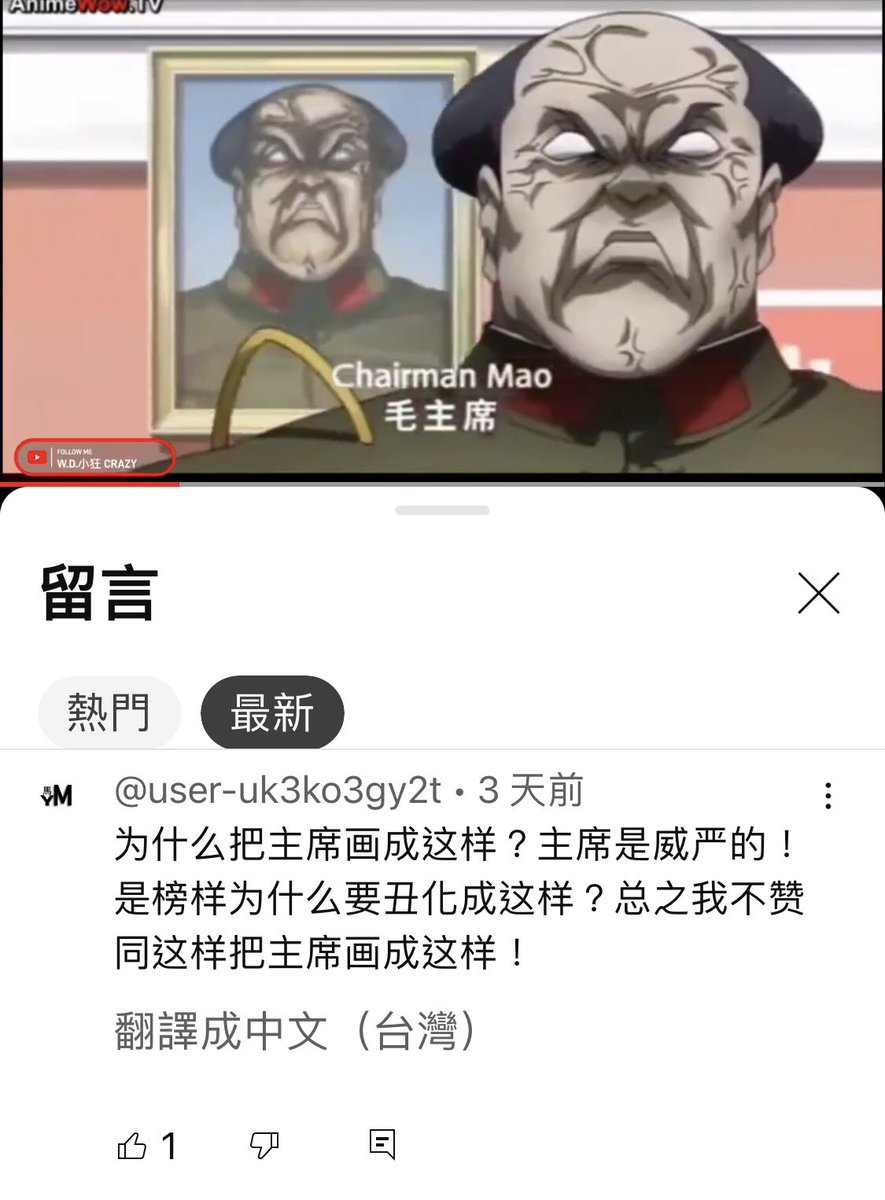 AnimeWow.TV
Chairman Mao
毛主席
FOLLOW ME
W.D.小狂 CRAZY
留言
熱門
最新
@user-uk3ko3gy2t • 3 天前
为什么把主席画成这样？主席是威严的！
是榜样为什么要丑化成这样？总之我不赞
同这样把主席画成这样！
翻譯成中文（台灣）
1